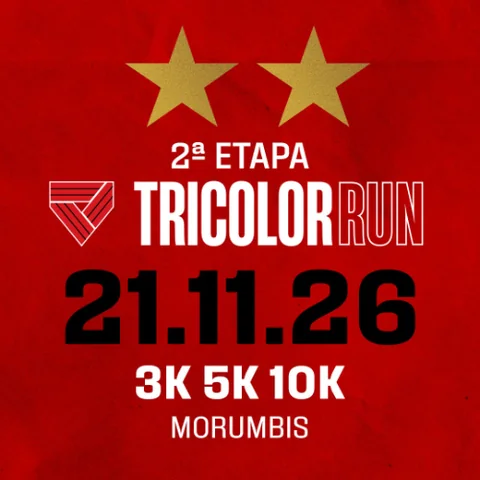 2ª ETAPA
TRICOLOR RUN
21.11.26
3K 5K 10K
MORUMBIS